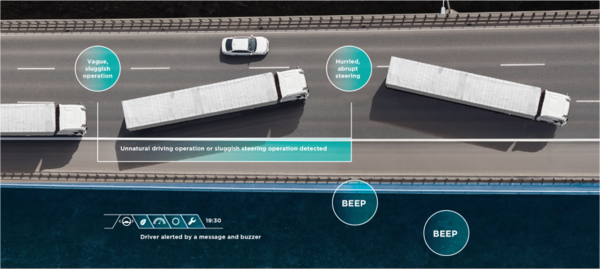 Vague,
sluggish
operation
Hurried,
abrupt
steering
Unnatural driving operation or sluggish steering operation detected
BEEP
19:30
BEEP
Driver alerted by a message and buzzer